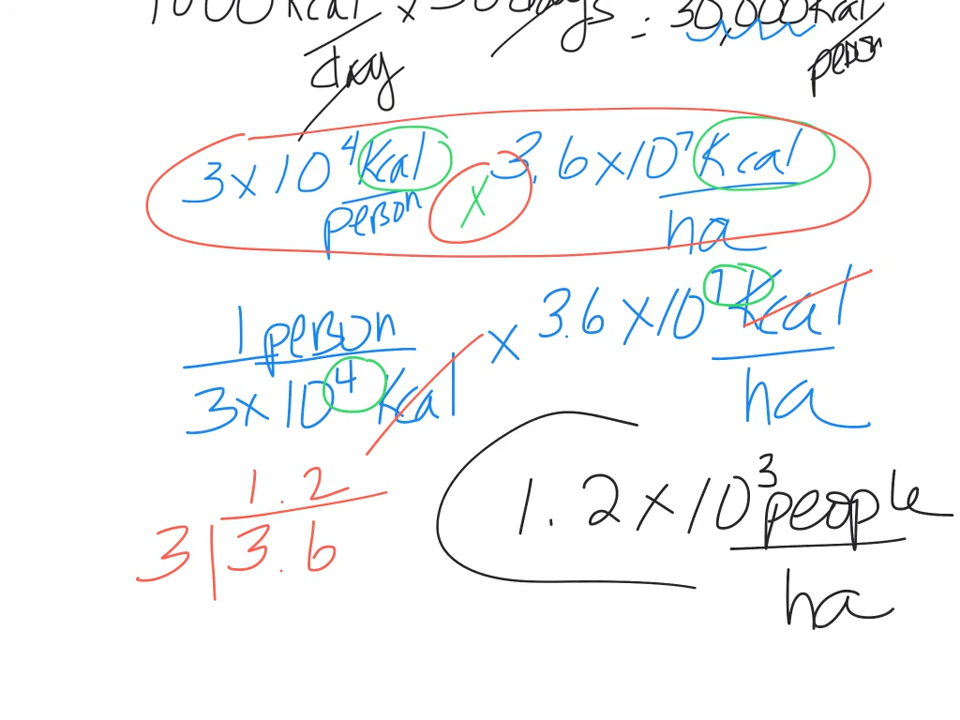 1000 Kcal x 30 days = 30,000 Kcal
day person
3 x 10⁴ Kcal x 3.6 x 10⁷ Kcal
person ha
1 person x 3.6 x 10⁷ Kcal
3 x 10⁴ Kcal ha
1.2
3 | 3.6
1.2 x 10³ people
ha